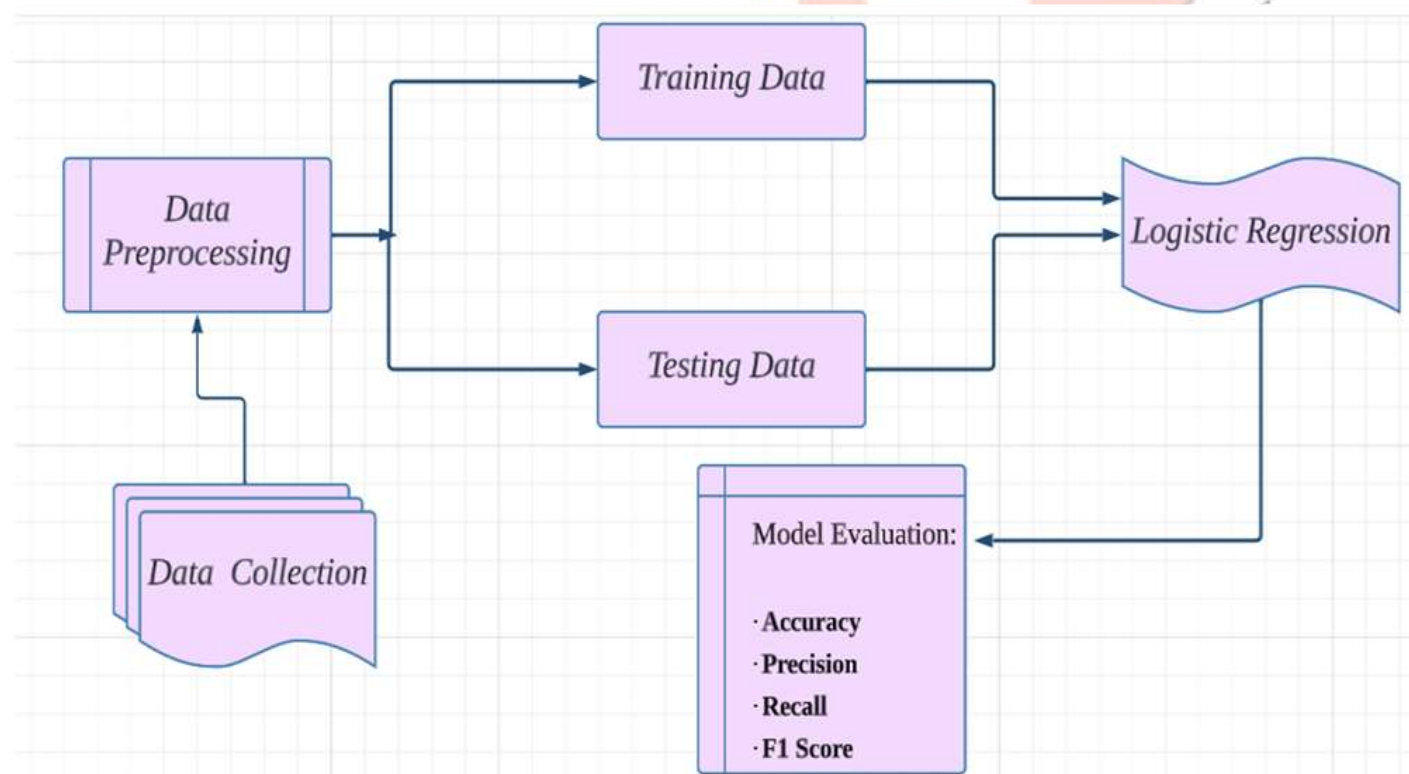 Training Data
Data
Preprocessing
Logistic Regression
Testing Data
Data Collection
Model Evaluation:
· Accuracy
· Precision
· Recall
· F1 Score